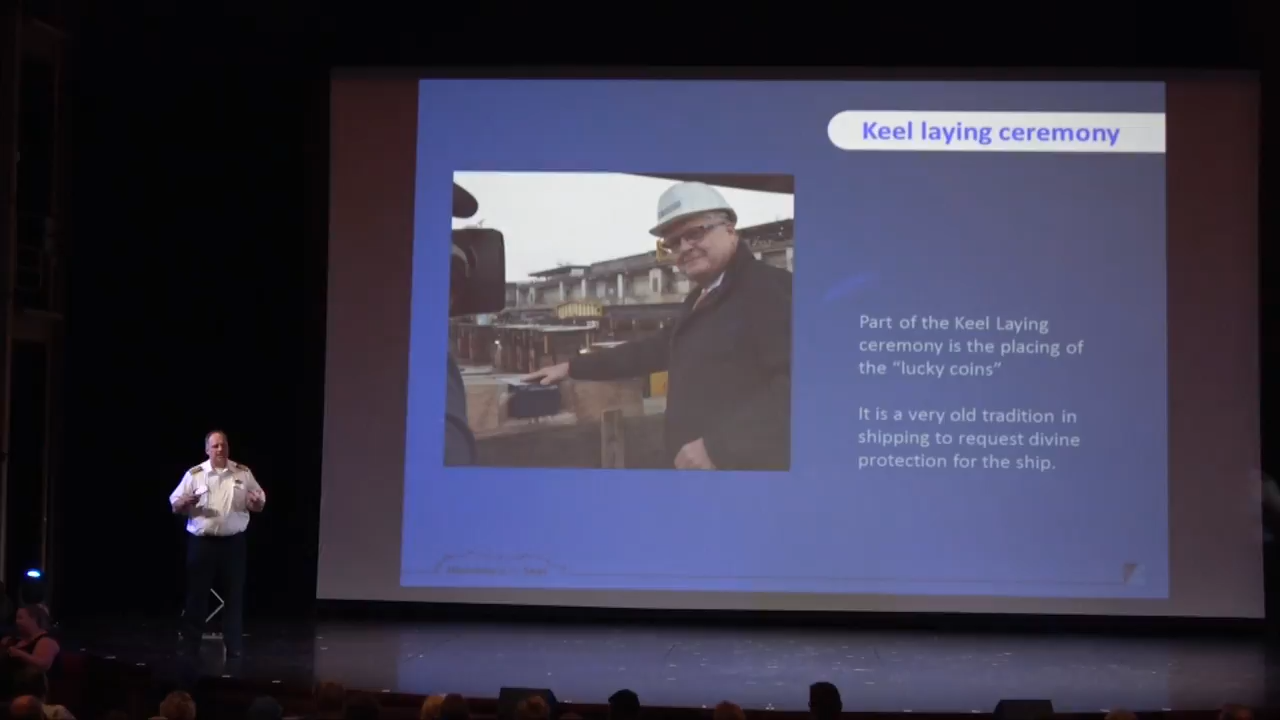 Keel laying ceremony
Part of the Keel Laying
ceremony is the placing of
the “lucky coins”
It is a very old tradition in
shipping to request divine
protection for the ship.